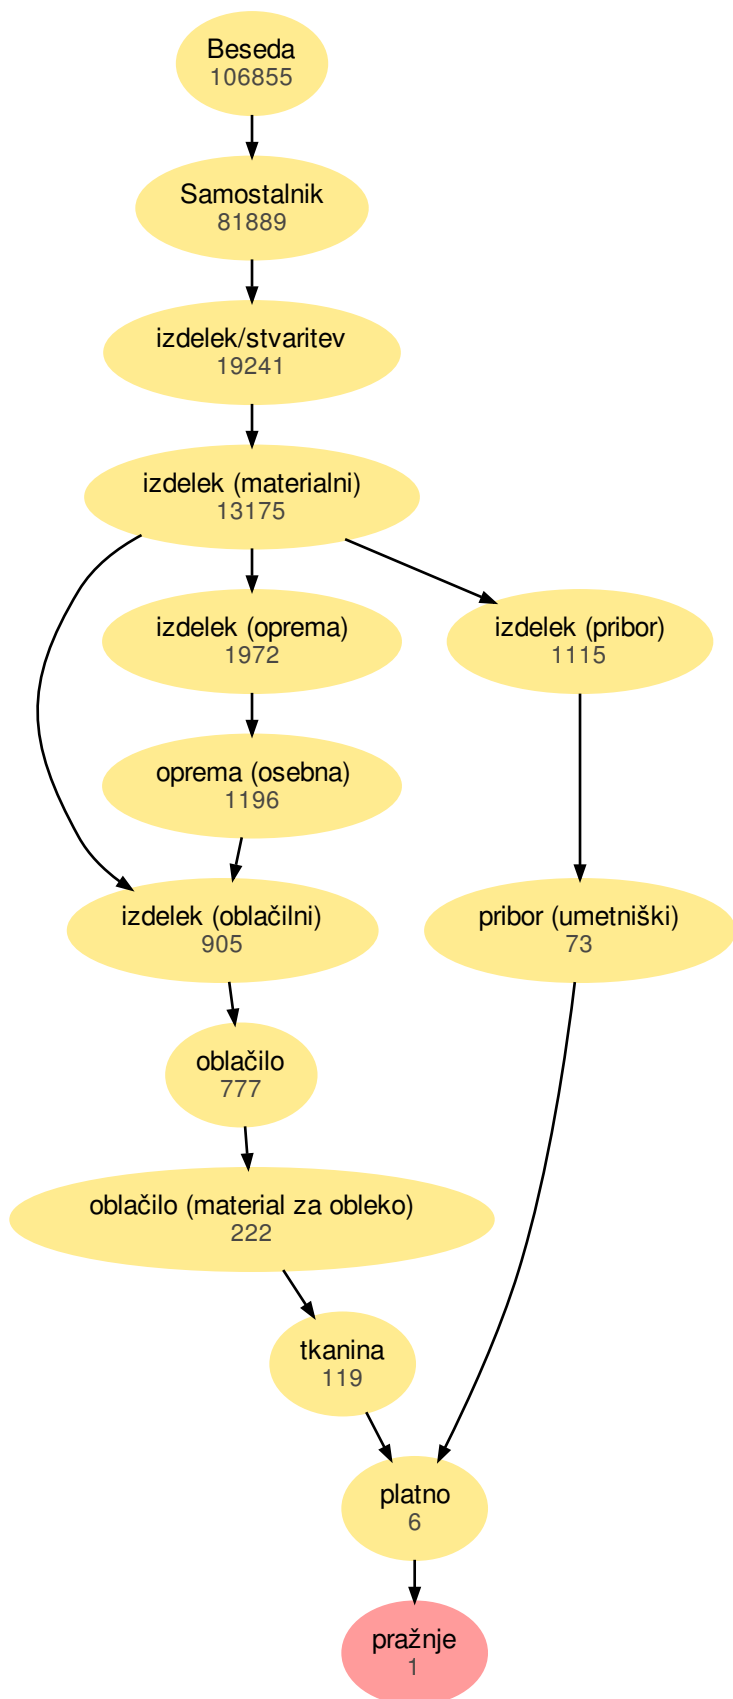 Beseda
106855
Samostalnik
81889
izdelek/stvaritev
19241
izdelek (materialni)
13175
izdelek (oprema)
1972
izdelek (pribor)
1115
oprema (osebna)
1196
izdelek (oblačilni)
905
pribor (umetniški)
73
oblačilo
777
oblačilo (material za obleko)
222
tkanina
119
platno
6
pražnje
1